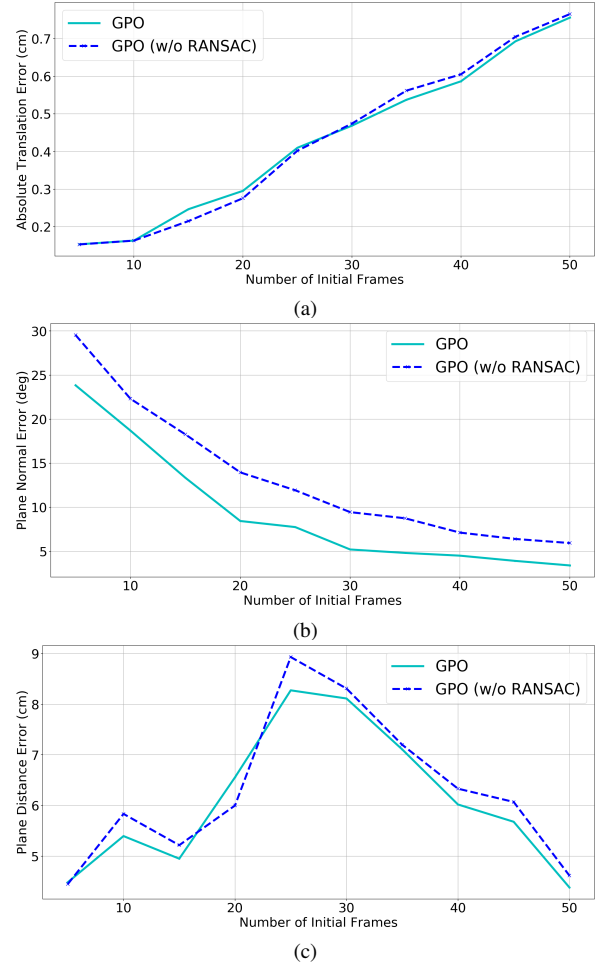 GPO
GPO (w/o RANSAC)
Absolute Translation Error (cm)
0.7
0.6
0.5
0.4
0.3
0.2
10 20 30 40 50
Number of Initial Frames
(a)
GPO
GPO (w/o RANSAC)
Plane Normal Error (deg)
30
25
20
15
10
5
10 20 30 40 50
Number of Initial Frames
(b)
GPO
GPO (w/o RANSAC)
Plane Distance Error (cm)
9
8
7
6
5
10 20 30 40 50
Number of Initial Frames
(c)